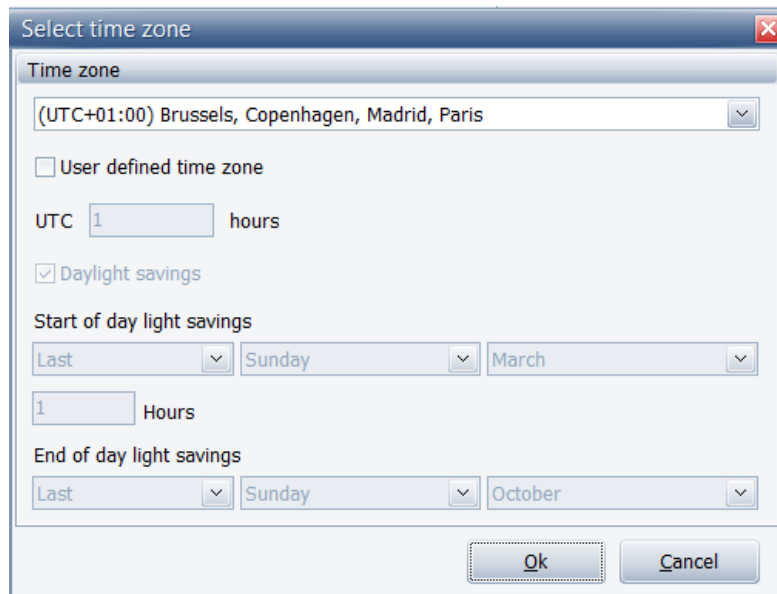 Select time zone
Time zone
(UTC+01:00) Brussels, Copenhagen, Madrid, Paris
User defined time zone
UTC 1 hours
Daylight savings
Start of day light savings
Last Sunday March
1 Hours
End of day light savings
Last Sunday October
Ok Cancel